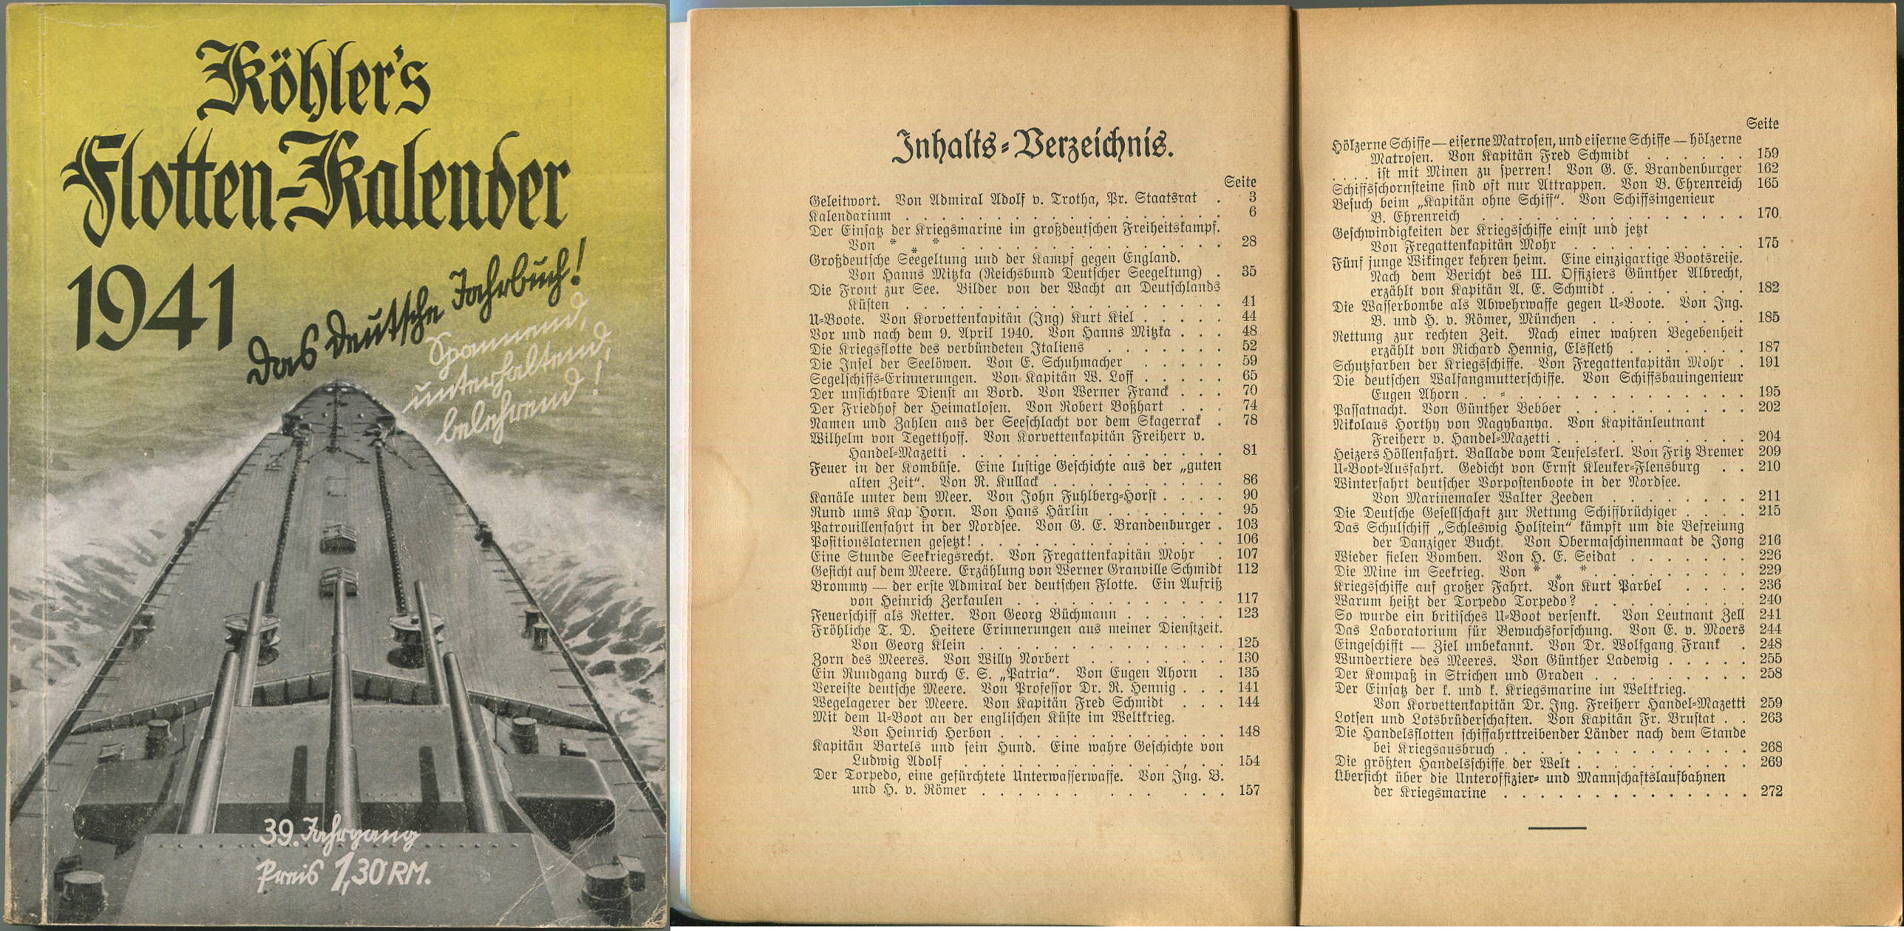 Köhler's
Flotten-Kalender
1941
Das deutsche Jahrbuch!
Spannend,
unterhaltend,
belehrend!
39. Jahrgang
Preis 1,30 RM.
Inhalts-Verzeichnis.
Seite
Geleitwort. Von Admiral Adolf v. Trotha, Pr. Staatsrat . 3
Kalendarium . . . . . . . . . . 6
Der Einsatz der Kriegsmarine im großdeutschen Freiheitskampf.
Von * * * . . . . . . . . . . 28
Großdeutsche Seegeltung und der Kampf gegen England.
Von Hanns Mitzka (Reichsbund Deutscher Seegeltung) . 35
Die Front zur See. Bilder von der Wacht an Deutschlands
Küsten . . . . . . . . . . 41
U-Boote. Von Korvettenkapitän (Ing) Kurt Kiel . . . . . 44
Vor und nach dem 9. April 1940. Von Hanns Mitzka . . . 48
Die Kriegsflotte des verbündeten Italiens . . . . . . 52
Die Insel der Seelöwen. Von E. Schuhmacher . . . . . 59
Segelschiffs-Erinnerungen. Von Kapitän W. Loff . . . . . 65
Der unsichtbare Dienst an Bord. Von Werner Franck . . . 70
Der Friedhof der Heimatlosen. Von Robert Boßhart . . . 74
Namen und Zahlen aus der Seeschlacht vor dem Skagerrak . 78
Wilhelm von Tegetthoff. Von Korvettenkapitän Freiherr v.
Handel-Mazetti . . . . . . . . . . 81
Feuer in der Kombüse. Eine lustige Geschichte aus der „guten
alten Zeit“. Von R. Kullack . . . . . . . . 86
Kanäle unter dem Meer. Von John Fuhlberg-Horst . . . . 90
Rund ums Kap Horn. Von Hans Härlin . . . . . . 95
Patrouillenfahrt in der Nordsee. Von G. E. Brandenburger . 103
Positionslaternen gesetzt! . . . . . . . . . . 106
Eine Stunde Seekriegsrecht. Von Fregattenkapitän Mohr . 107
Gesicht auf dem Meere. Erzählung von Werner Granville Schmidt 112
Brommy — der erste Admiral der deutschen Flotte. Ein Aufriß
von Heinrich Zerkaulen . . . . . . . . . 117
Feuerschiff als Retter. Von Georg Büchmann . . . . . . 123
Fröhliche T. D. Heitere Erinnerungen aus meiner Dienstzeit.
Von Georg Klein . . . . . . . . . . 125
Zorn des Meeres. Von Willy Norbert . . . . . . . 130
Ein Rundgang durch E. S. „Patria“. Von Eugen Ahorn . 135
Vereiste deutsche Meere. Von Professor Dr. R. Hennig . . . 141
Wegelagerer der Meere. Von Kapitän Fred Schmidt . . . 144
Mit dem U-Boot an der englischen Küste im Weltkrieg.
Von Heinrich Herbon . . . . . . . . . . 148
Kapitän Bartels und sein Hund. Eine wahre Geschichte von
Ludwig Adolf . . . . . . . . . . 154
Der Torpedo, eine gefürchtete Unterwasserwaffe. Von Ing. B.
und H. v. Römer . . . . . . . . . . 157
Seite
Hölzerne Schiffe — eiserne Matrosen, und eiserne Schiffe — hölzerne
Matrosen. Von Kapitän Fred Schmidt . . . . . . 159
. . . . ist mit Minen zu sperren! Von G. E. Brandenburger 162
Schiffsschornsteine sind oft nur Attrappen. Von B. Ehrenreich 165
Besuch beim „Kapitän ohne Schiff“. Von Schiffsingenieur
B. Ehrenreich . . . . . . . . . . 170
Geschwindigkeiten der Kriegsschiffe einst und jetzt
Von Fregattenkapitän Mohr . . . . . . . . 175
Fünf junge Wikinger kehren heim. Eine einzigartige Bootsreise.
Nach dem Bericht des III. Offiziers Günther Albrecht,
erzählt von Kapitän A. E. Schmidt . . . . . . . 182
Die Wasserbombe als Abwehrwaffe gegen U-Boote. Von Ing.
B. und H. v. Römer, München . . . . . . . . 185
Rettung zur rechten Zeit. Nach einer wahren Begebenheit
erzählt von Richard Hennig, Elsfleth . . . . . . 187
Schutzfarben der Kriegsschiffe. Von Fregattenkapitän Mohr . 191
Die deutschen Walfangmutterschiffe. Von Schiffsbauingenieur
Eugen Ahorn . . . . . . . . . . 195
Passatnacht. Von Günther Bebber . . . . . . . . 202
Nikolaus Horthy von Nagybanya. Von Kapitänleutnant
Freiherr v. Handel-Mazetti . . . . . . . . 204
Heizers Höllenfahrt. Ballade vom Teufelskerl. Von Fritz Bremer 209
U-Boot-Ausfahrt. Gedicht von Ernst Kleuker-Flensburg . . 210
Winterfahrt deutscher Vorpostenboote in der Nordsee.
Von Marinemaler Walter Zeeden . . . . . . . 211
Die Deutsche Gesellschaft zur Rettung Schiffbrüchiger . . . . 215
Das Schulschiff „Schleswig Holstein“ kämpft um die Befreiung
der Danziger Bucht. Von Obermaschinenmaat de Jong 216
Wieder fielen Bomben. Von H. E. Seidat . . . . . . 226
Die Mine im Seekrieg. Von * * * . . . . . . . 229
Kriegsschiffe auf großer Fahrt. Von Kurt Parbel . . . . 236
Warum heißt der Torpedo Torpedo? . . . . . . . . 240
So wurde ein britisches U-Boot versenkt. Von Leutnant Zell 241
Das Laboratorium für Bewuchsforschung. Von E. v. Moers 244
Eingeschifft — Ziel unbekannt. Von Dr. Wolfgang Frank . 248
Wundertiere des Meeres. Von Günther Ladewig . . . . . 255
Der Kompaß in Strichen und Graden . . . . . . . . 258
Der Einsatz der k. und k. Kriegsmarine im Weltkrieg.
Von Korvettenkapitän Dr. Ing. Freiherr Handel-Mazetti 259
Lotsen und Lotsbrüderschaften. Von Kapitän Fr. Brustat . . 263
Die Handelsflotten schiffahrttreibender Länder nach dem Stande
bei Kriegsausbruch . . . . . . . . . . 268
Die größten Handelsschiffe der Welt . . . . . . . . 269
Übersicht über die Unteroffizier- und Mannschaftslaufbahnen
der Kriegsmarine . . . . . . . . . . 272